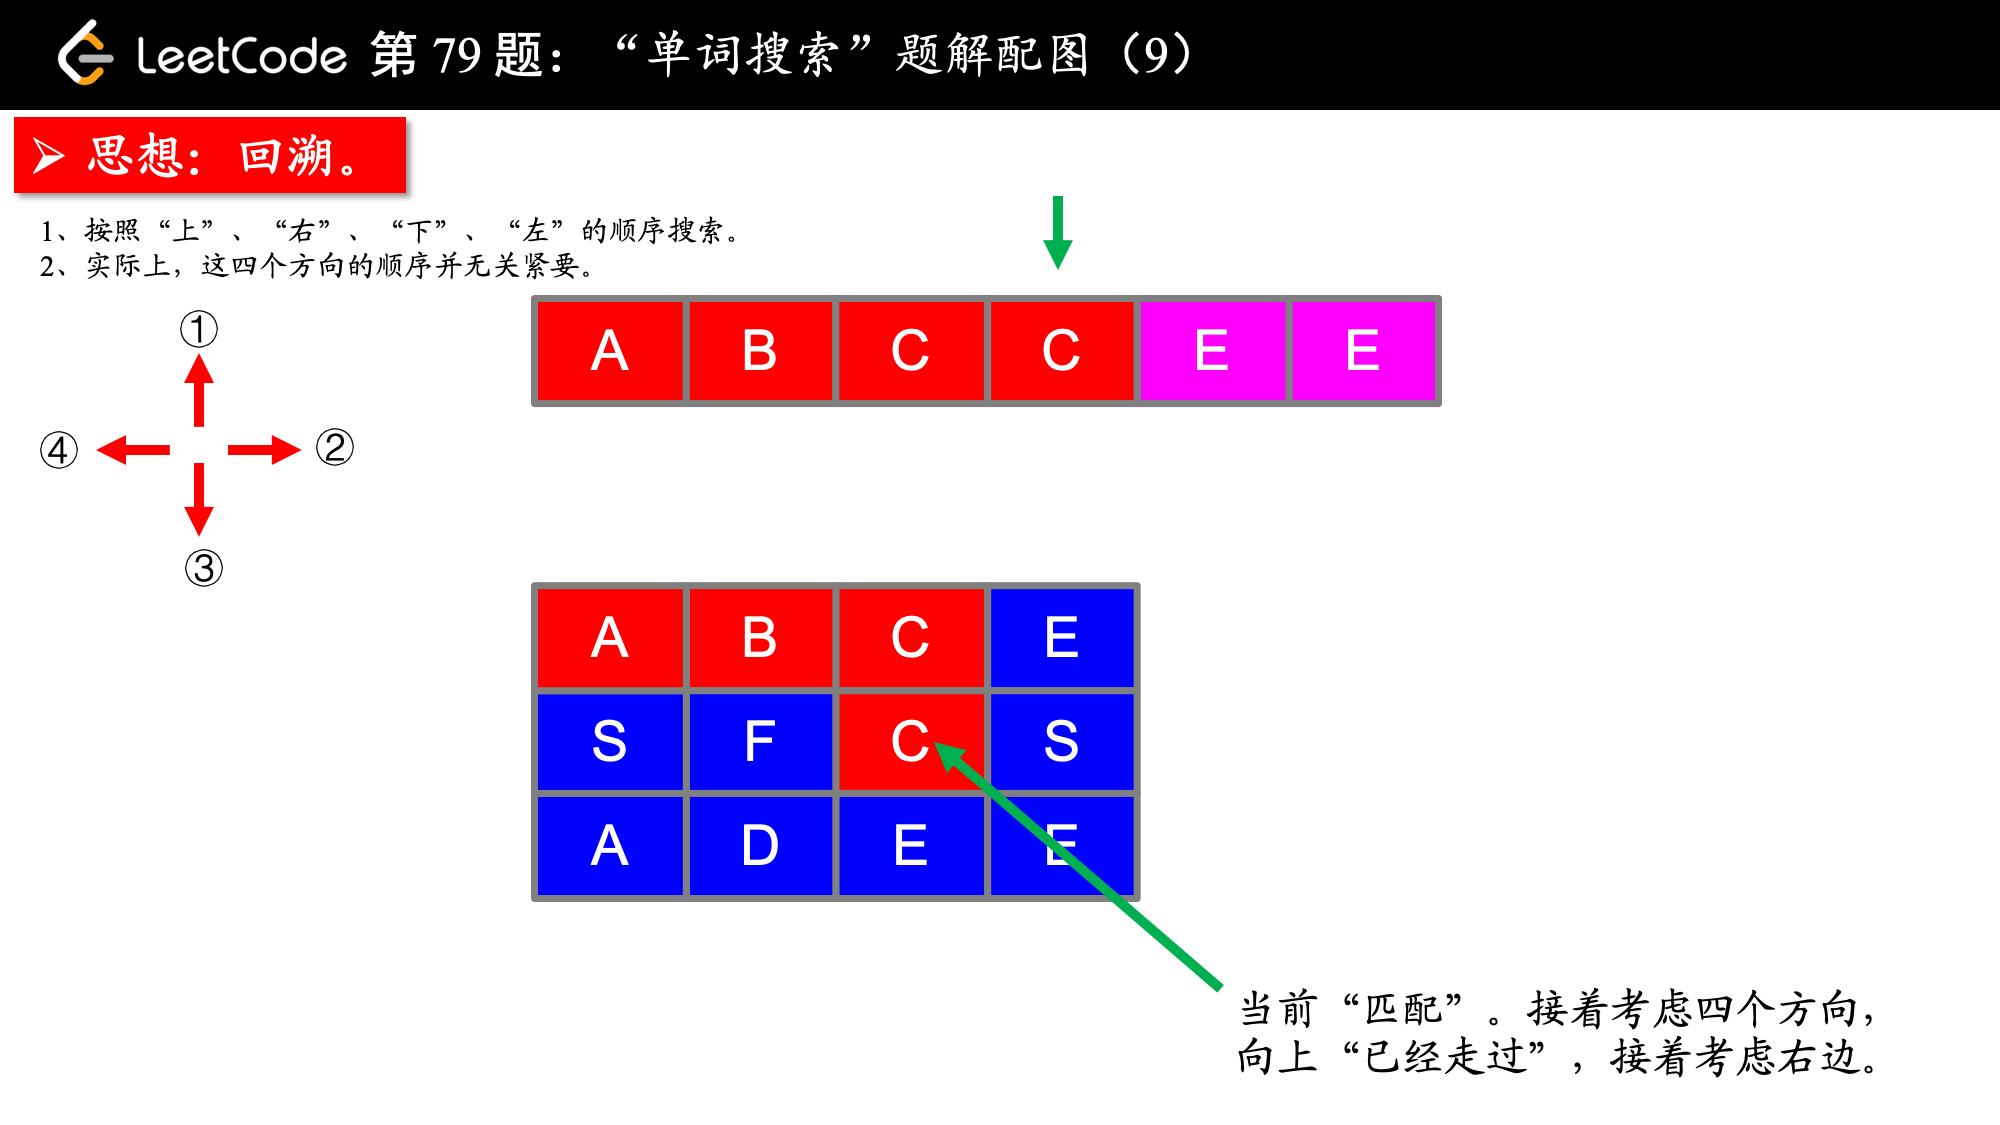 LeetCode 第 79 题：“单词搜索”题解配图（9）
思想：回溯。
1、按照“上”、“右”、“下”、“左”的顺序搜索。
2、实际上，这四个方向的顺序并无关紧要。
①
④ ②
③
A B C C E E
A B C E
S F C S
A D E E
当前“匹配”。接着考虑四个方向，
向上“已经走过”，接着考虑右边。